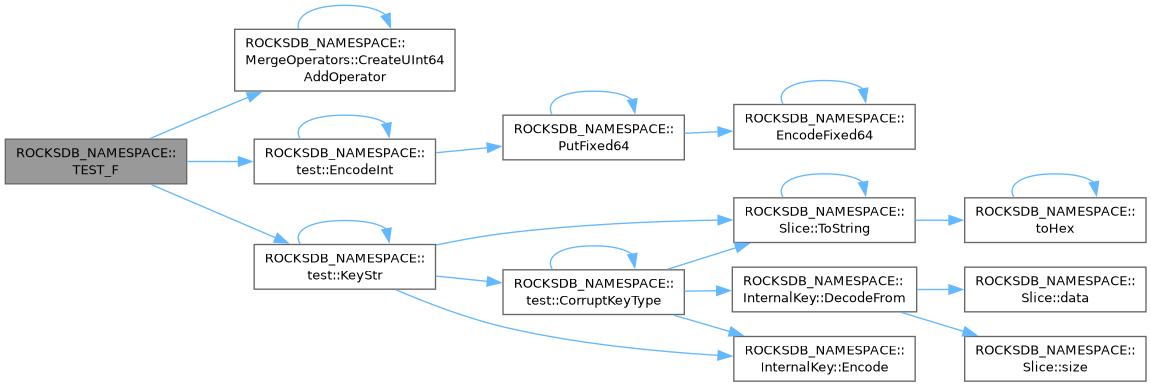 ROCKSDB_NAMESPACE::
TEST_F
ROCKSDB_NAMESPACE::
MergeOperators::CreateUInt64
AddOperator
ROCKSDB_NAMESPACE::
test::EncodeInt
ROCKSDB_NAMESPACE::
PutFixed64
ROCKSDB_NAMESPACE::
EncodeFixed64
ROCKSDB_NAMESPACE::
test::KeyStr
ROCKSDB_NAMESPACE::
test::CorruptKeyType
ROCKSDB_NAMESPACE::
Slice::ToString
ROCKSDB_NAMESPACE::
toHex
ROCKSDB_NAMESPACE::
InternalKey::DecodeFrom
ROCKSDB_NAMESPACE::
Slice::data
ROCKSDB_NAMESPACE::
Slice::size
ROCKSDB_NAMESPACE::
InternalKey::Encode